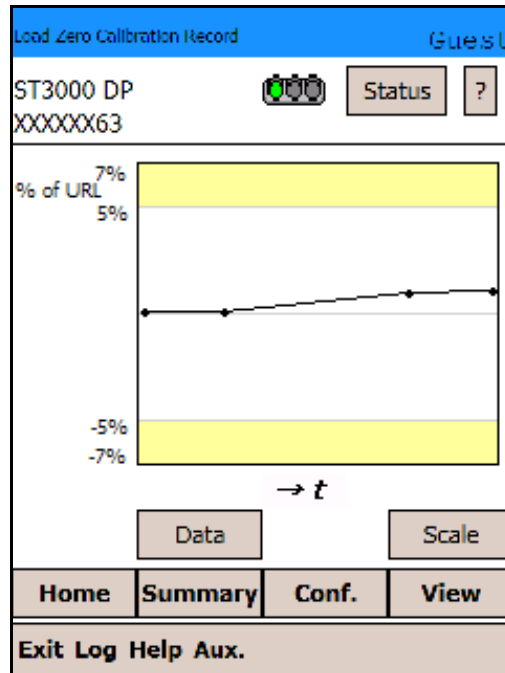 Load Zero Calibration Record
Guest
ST3000 DP
Status
?
XXXXXX63
7%
% of URL
5%
-5%
-7%
→ t
Data
Scale
Home Summary Conf. View
Exit Log Help Aux.